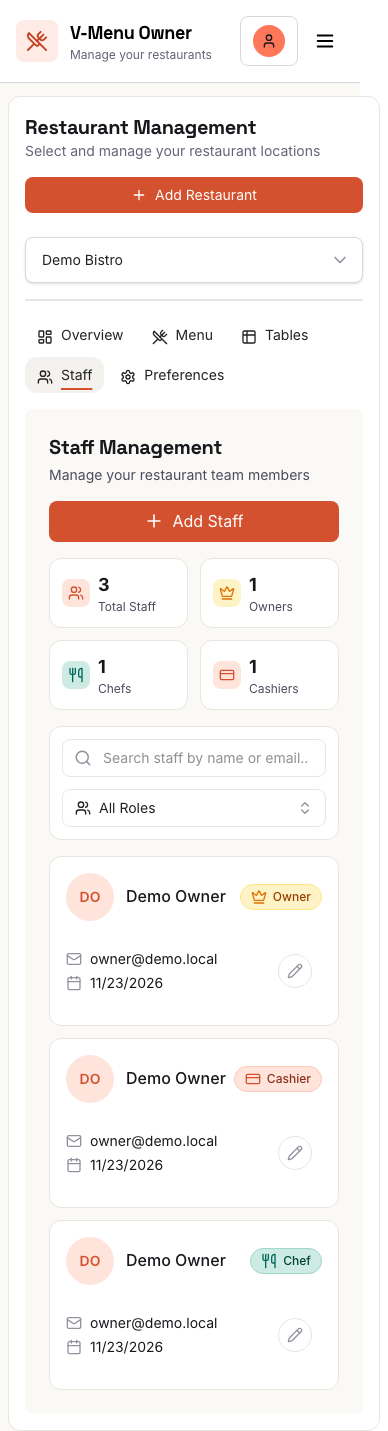 V-Menu Owner
Manage your restaurants
Restaurant Management
Select and manage your restaurant locations
Add Restaurant
Demo Bistro
Overview
Menu
Tables
Staff
Preferences
Staff Management
Manage your restaurant team members
Add Staff
3
Total Staff
1
Owners
1
Chefs
1
Cashiers
Search staff by name or email..
All Roles
DO
Demo Owner
Owner
owner@demo.local
11/23/2026
DO
Demo Owner
Cashier
owner@demo.local
11/23/2026
DO
Demo Owner
Chef
owner@demo.local
11/23/2026